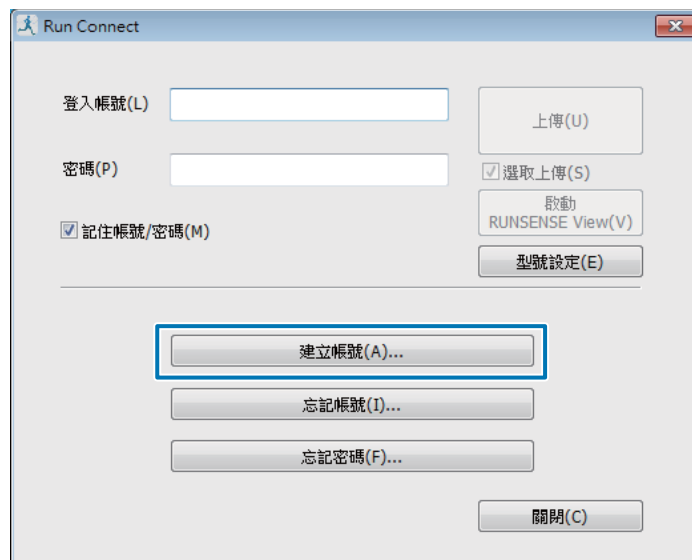 Run Connect
登入帳號(L)
上傳(U)
密碼(P)
選取上傳(S)
啟動
RUNSENSE View(V)
記住帳號/密碼(M)
型號設定(E)
建立帳號(A)...
忘記帳號(I)...
忘記密碼(F)...
關閉(C)